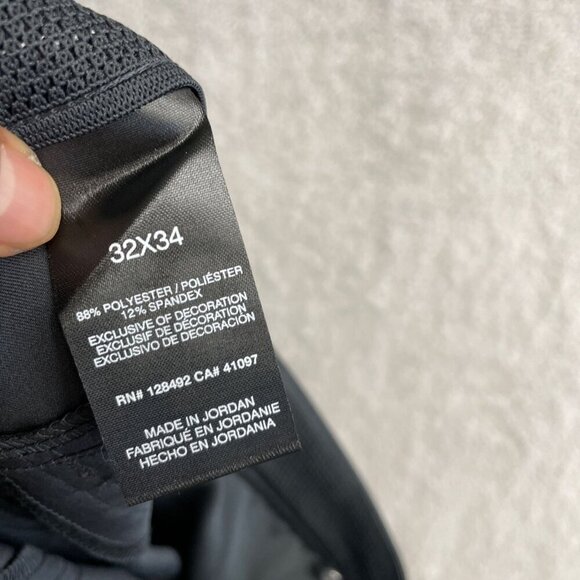 32X34
88% POLYESTER / POLIÉSTER
12% SPANDEX
EXCLUSIVE OF DECORATION
EXCLUSIF DE DÉCORATION
EXCLUSIVO DE DECORACIÓN
RN# 128492 CA# 41097
MADE IN JORDAN
FABRIQUÉ EN JORDANIE
HECHO EN JORDANIA